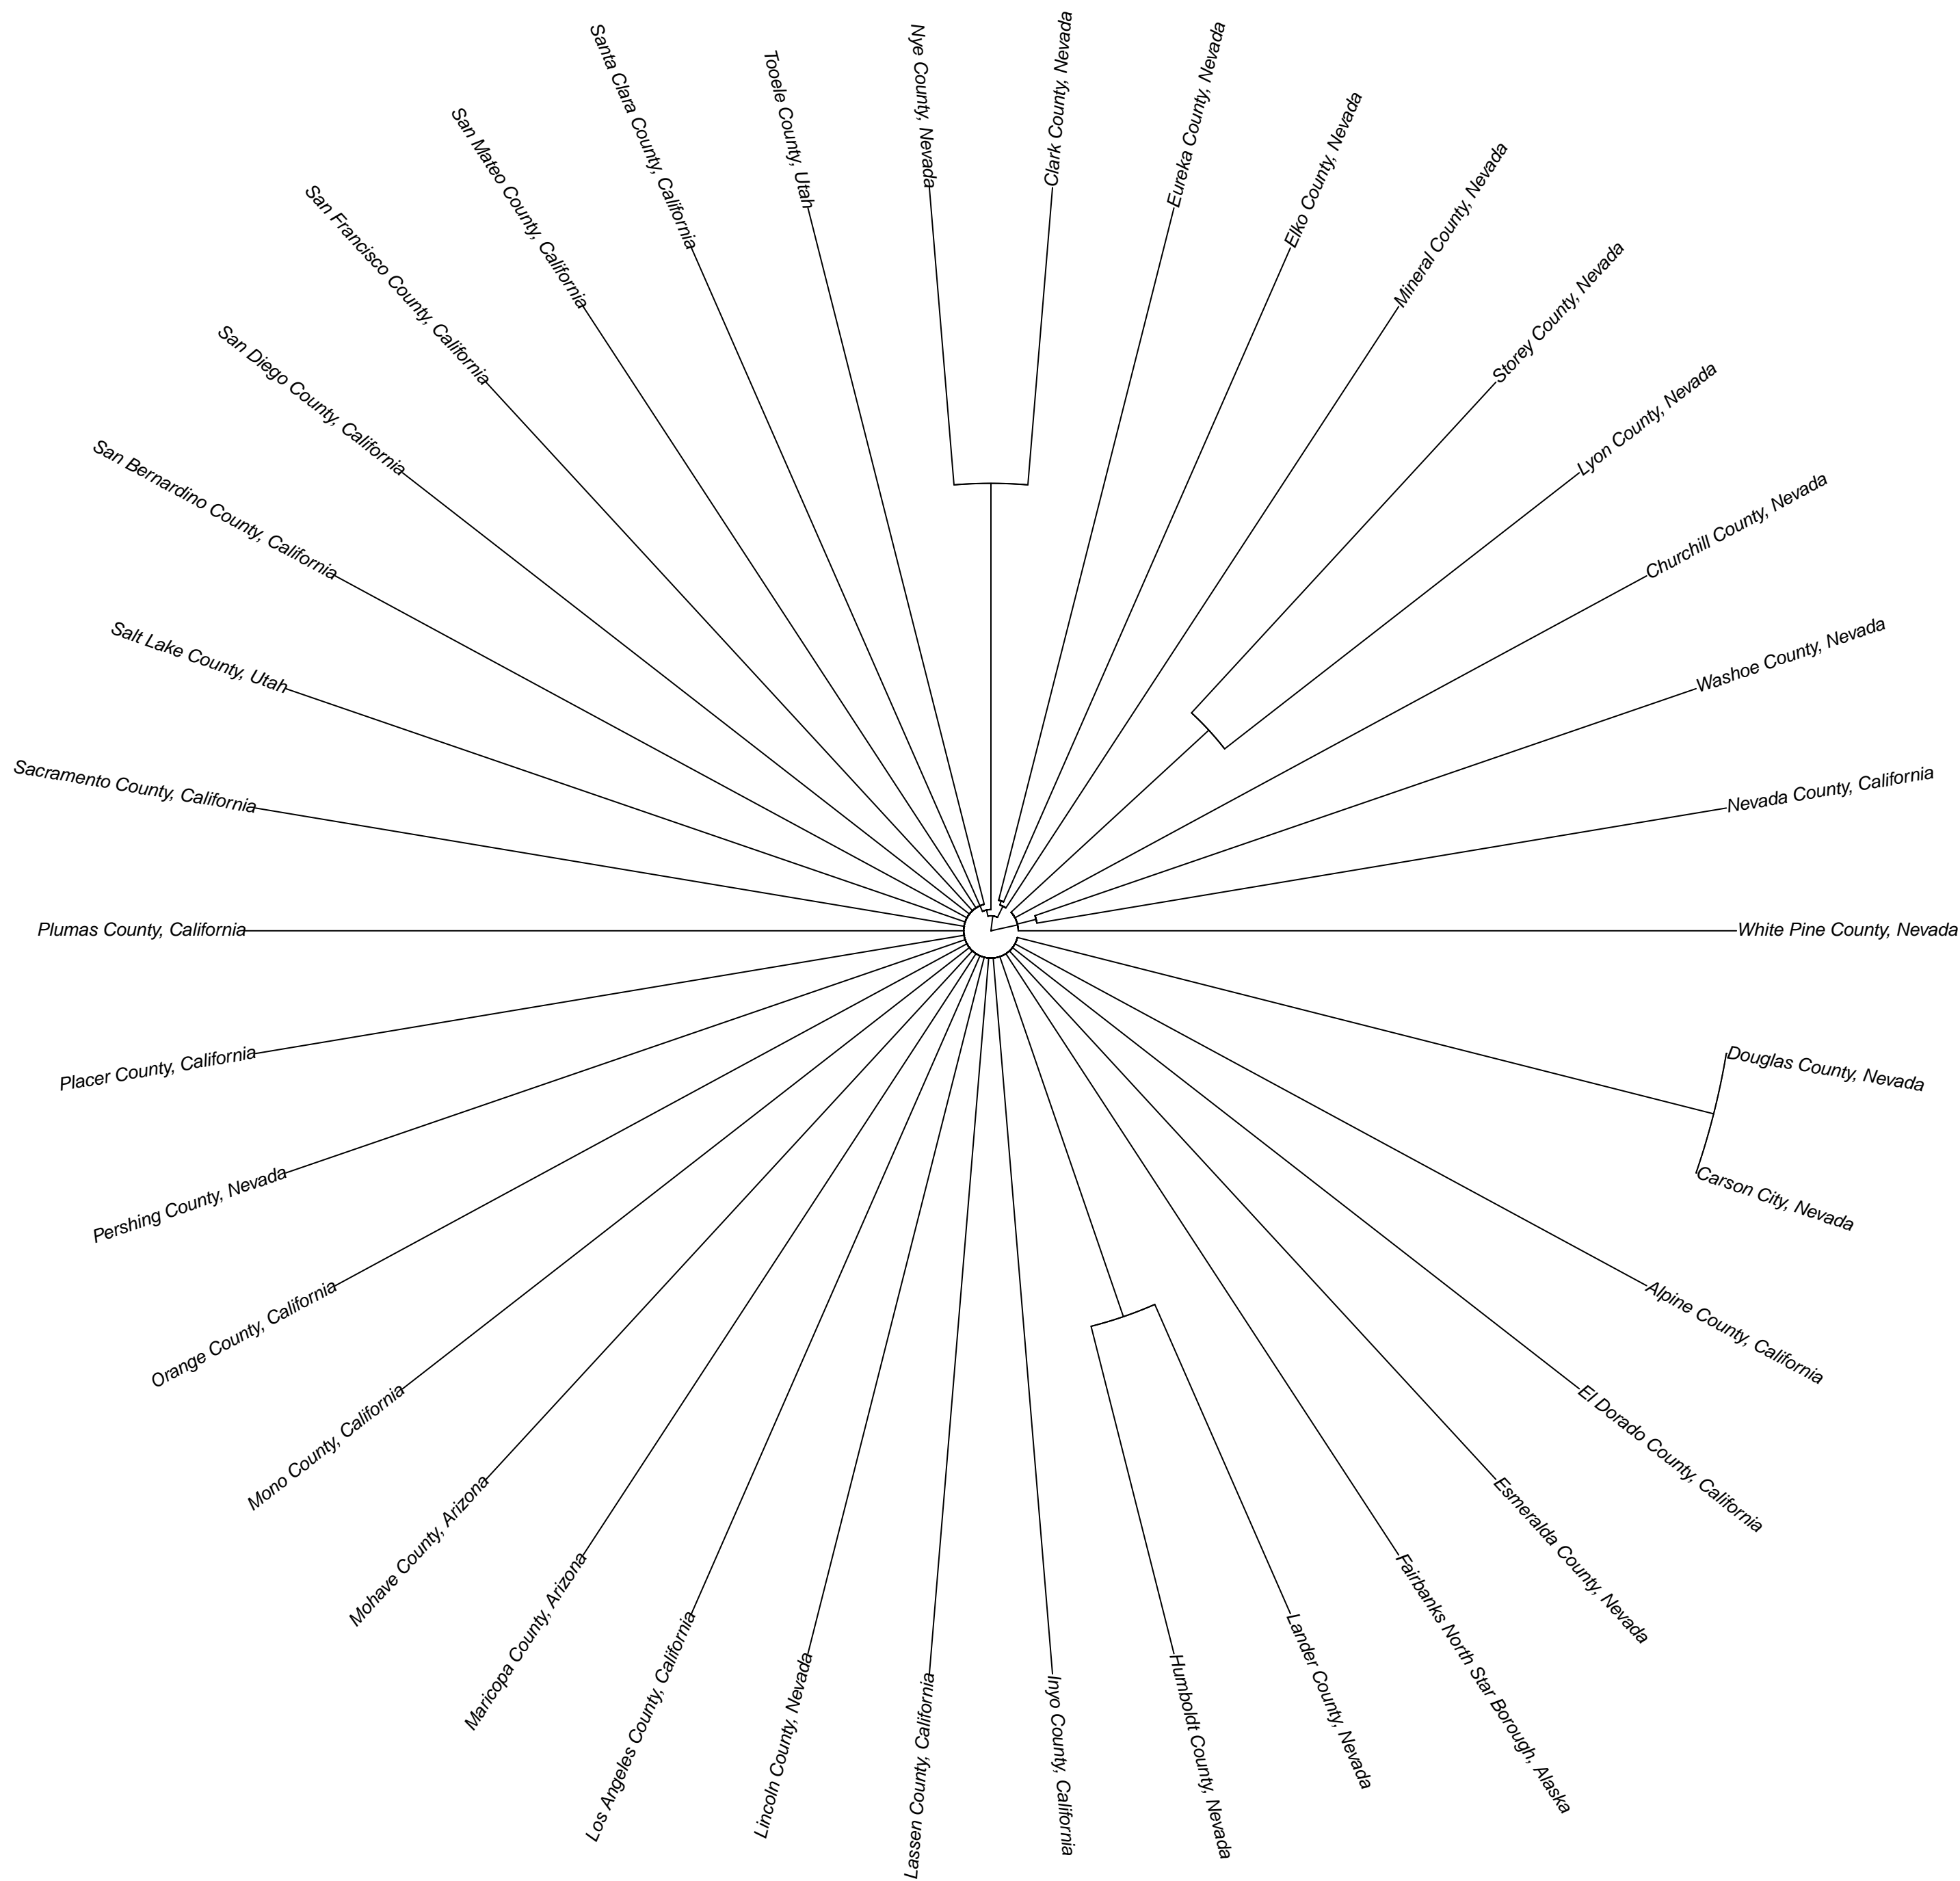 Nye County, Nevada
Clark County, Nevada
Eureka County, Nevada
Elko County, Nevada
Mineral County, Nevada
Storey County, Nevada
Lyon County, Nevada
Churchill County, Nevada
Washoe County, Nevada
Nevada County, California
White Pine County, Nevada
Douglas County, Nevada
Carson City, Nevada
Alpine County, California
El Dorado County, California
Esmeralda County, Nevada
Fairbanks North Star Borough, Alaska
Lander County, Nevada
Humboldt County, Nevada
Inyo County, California
Lassen County, California
Lincoln County, Nevada
Los Angeles County, California
Maricopa County, Arizona
Mohave County, Arizona
Mono County, California
Orange County, California
Pershing County, Nevada
Placer County, California
Plumas County, California
Sacramento County, California
Salt Lake County, Utah
San Bernardino County, California
San Diego County, California
San Francisco County, California
San Mateo County, California
Santa Clara County, California
Tooele County, Utah